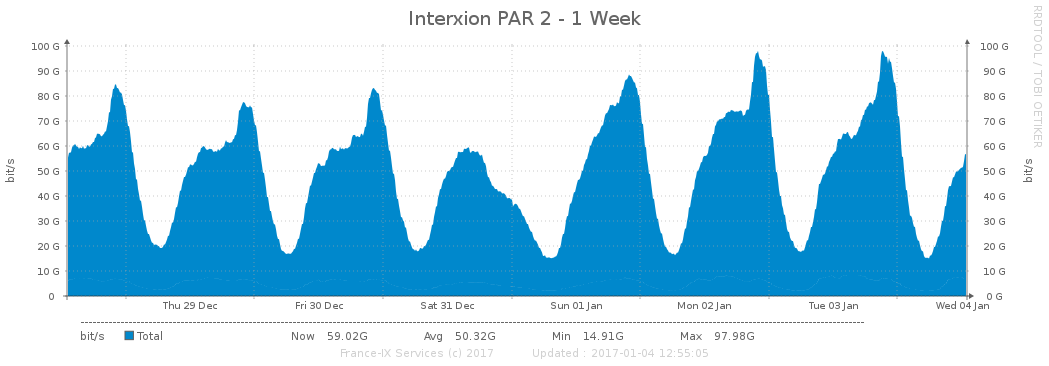 Interxion PAR 2 - 1 Week
RRDTOOL / TOBI OETIKER
bit/s
100 G
90 G
80 G
70 G
60 G
50 G
40 G
30 G
20 G
10 G
0
100 G
90 G
80 G
70 G
60 G
50 G
40 G
30 G
20 G
10 G
0 G
bit/s
Thu 29 Dec Fri 30 Dec Sat 31 Dec Sun 01 Jan Mon 02 Jan Tue 03 Jan Wed 04 Jan
bit/s Total Now 59.02G Avg 50.32G Min 14.91G Max 97.98G
France-IX Services (c) 2017 Updated : 2017-01-04 12:55:05